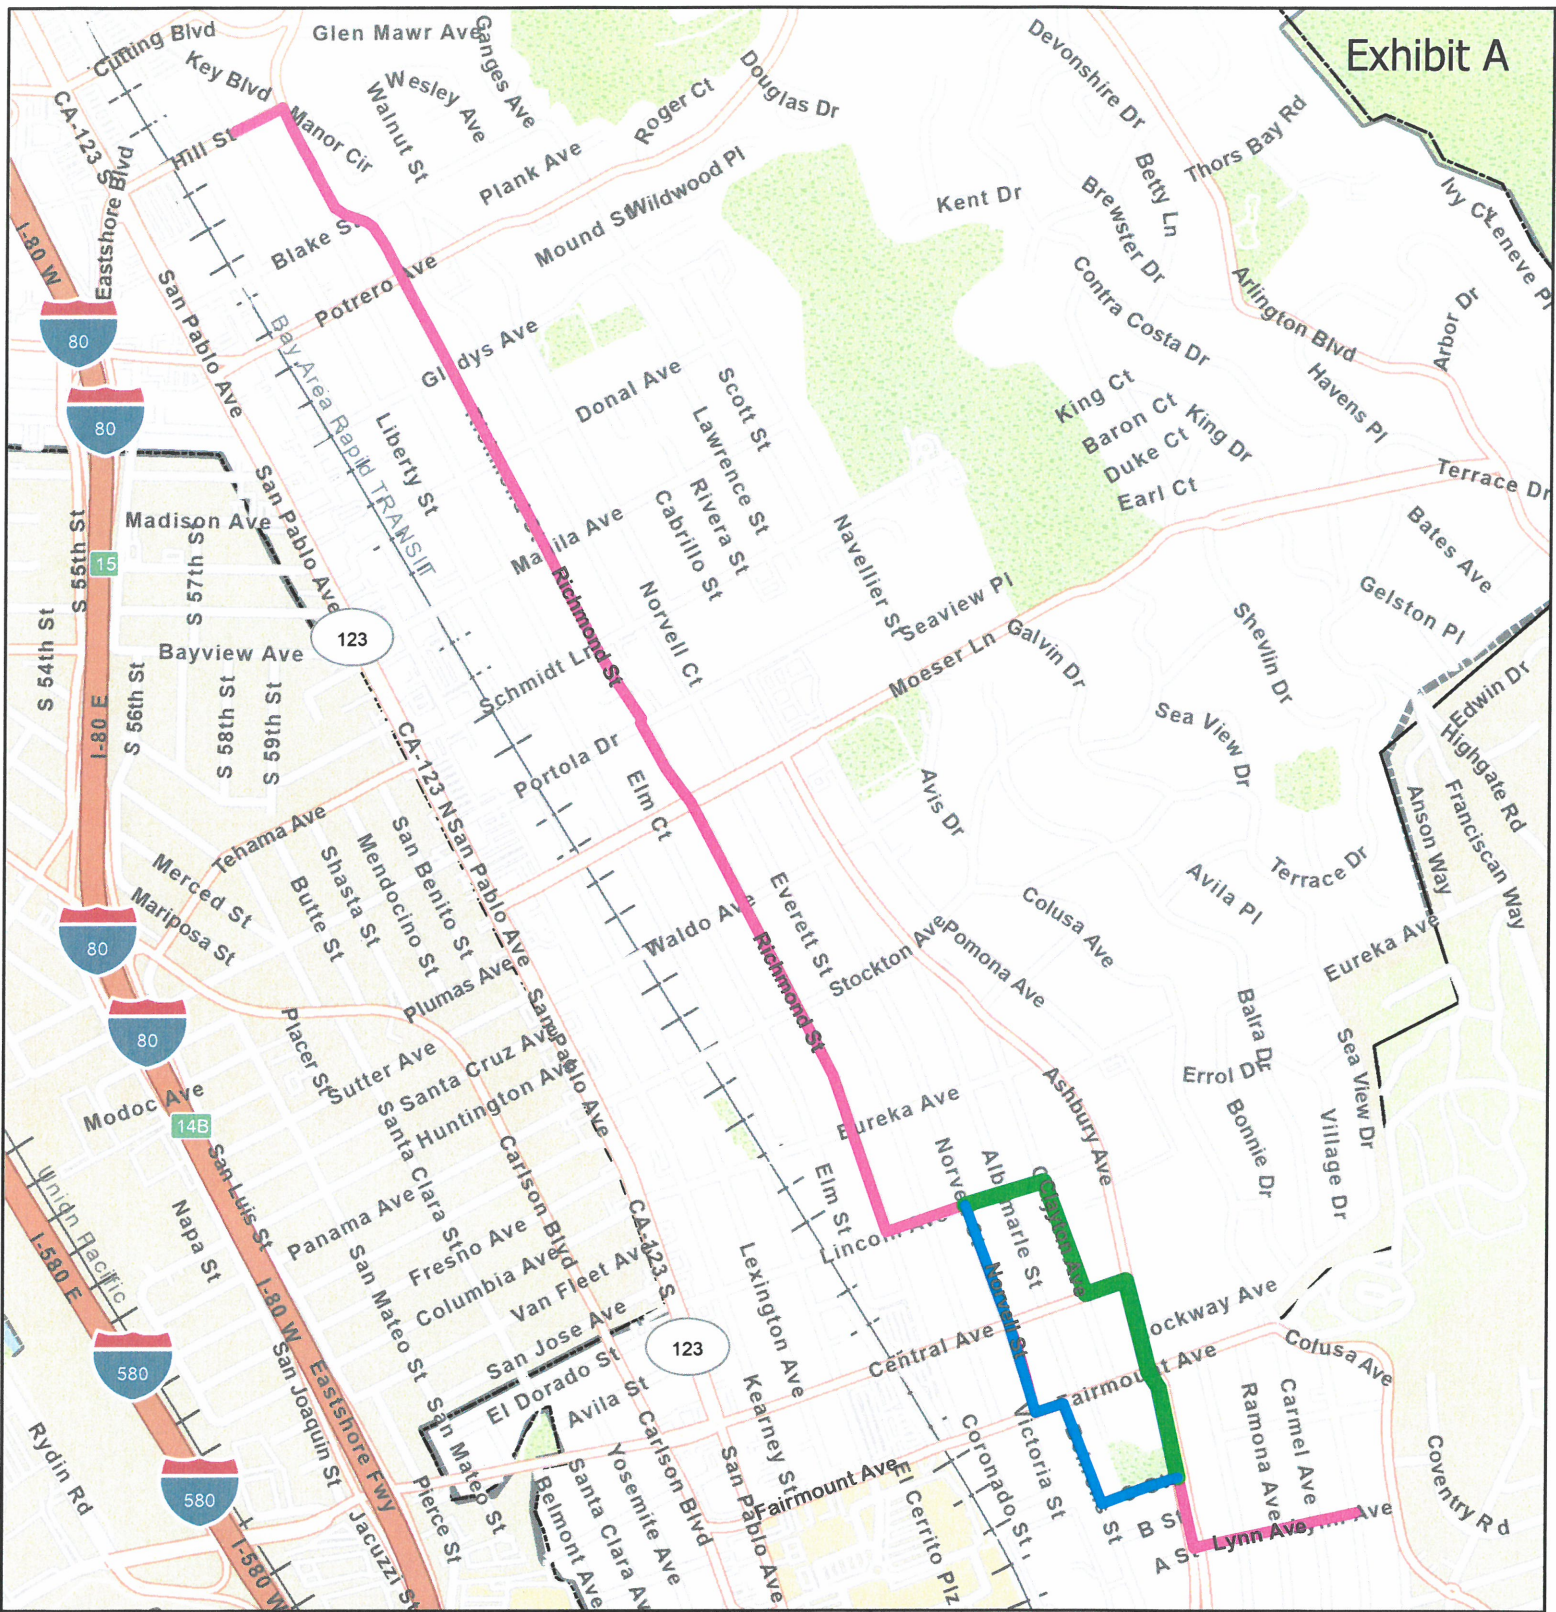 Exhibit A
Cutting Blvd
Glen Mawr Ave
Ganges Ave
Key Blvd
Wesley Ave
Walnut St
Manor Cir
Roger Ct
Douglas Dr
Devonshire Dr
Thors Bay Rd
Betty Ln
Brewster Dr
Ivy Ct
Leneve Pl
CA-123 S
Hill St
Eastshore Blvd
Plank Ave
Wildwood Pl
Mound St
Kent Dr
I-80 W
Blake St
Potrero Ave
Contra Costa Dr
Arlington Blvd
Arbor Dr
San Pablo Ave
80
80
Bay Area Rapid TRANSIT
Gladys Ave
Donal Ave
Scott St
Lawrence St
King Ct
Baron Ct
King Dr
Duke Ct
Earl Ct
Havens Pl
Terrace Dr
Liberty St
San Pablo Ave
Madison Ave
S 55th St
S 57th St
15
Manila Ave
Rivera St
Cabrillo St
Navellier St
Seaview Pl
Bates Ave
Gelston Pl
Richmond St
123
S 54th St
Bayview Ave
S 56th St
S 58th St
S 59th St
I-80 E
Norvell Ct
Schmidt Ln
Moeser Ln
Galvin Dr
Shevlin Dr
Sea View Dr
Edwin Dr
Highgate Rd
Franciscan Way
Anson Way
CA-123 N
Portola Dr
Elm Ct
Avis Dr
Tehama Ave
San Pablo Ave
Merced St
Mariposa St
Butte St
Shasta St
Mendocino St
San Benito St
Waldo Ave
Everett St
Richmond St
Stockton Ave
Pomona Ave
Colusa Ave
Avila Pl
Terrace Dr
Eureka Ave
80
80
Plumas Ave
San Pablo Ave
Placer St
Sutter Ave
Santa Cruz Ave
Huntington Ave
Balra Dr
Errol Dr
Sea View Dr
Bonnie Dr
Village Dr
Modoc Ave
14B
Ashbury Ave
Eureka Ave
Norvell St
Albemarle St
Clayton Ave
San Luis St
Santa Clara St
Carlson Blvd
Elm St
Lincoln Ave
Union Pacific
Napa St
Panama Ave
Fresno Ave
Columbia Ave
Van Fleet Ave
San Jose Ave
CA-123 S
Lexington Ave
Norvell St
I-580 E
I-80 W
San Mateo St
El Dorado St
Avila St
123
Central Ave
ockway Ave
Fairmount Ave
Colusa Ave
580
San Joaquin St
Eastshore Fwy
San Mateo St
Kearney St
Coronado St
Victoria St
Ramona Ave
Carmel Ave
Coventry Rd
Rydin Rd
580
Pierce St
Jacuzzi St
Belmont Ave
Santa Clara Av
Yosemite Ave
Carlson Blvd
San Pablo Ave
Fairmount Ave
El Cerrito Plz
St
B St
A St
Lynn Ave
I-580 W